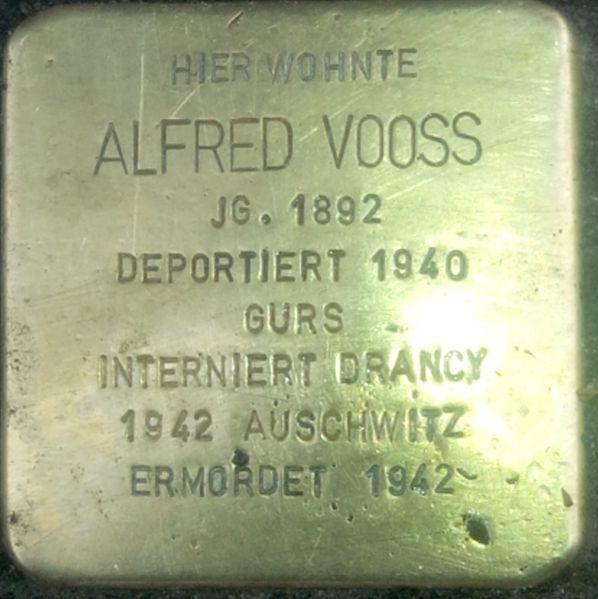 HIER WOHNTE
ALFRED VOOSS
JG. 1892
DEPORTIERT 1940
GURS
INTERNIERT DRANCY
1942 AUSCHWITZ
ERMORDET 1942